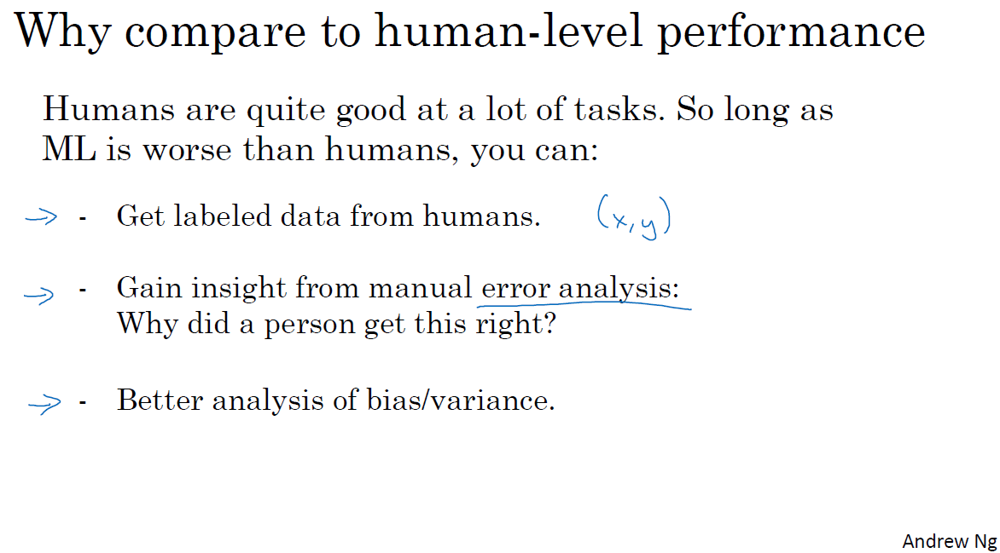 Why compare to human-level performance
Humans are quite good at a lot of tasks. So long as
ML is worse than humans, you can:
- Get labeled data from humans. (x,y)
- Gain insight from manual error analysis:
Why did a person get this right?
- Better analysis of bias/variance.
Andrew Ng